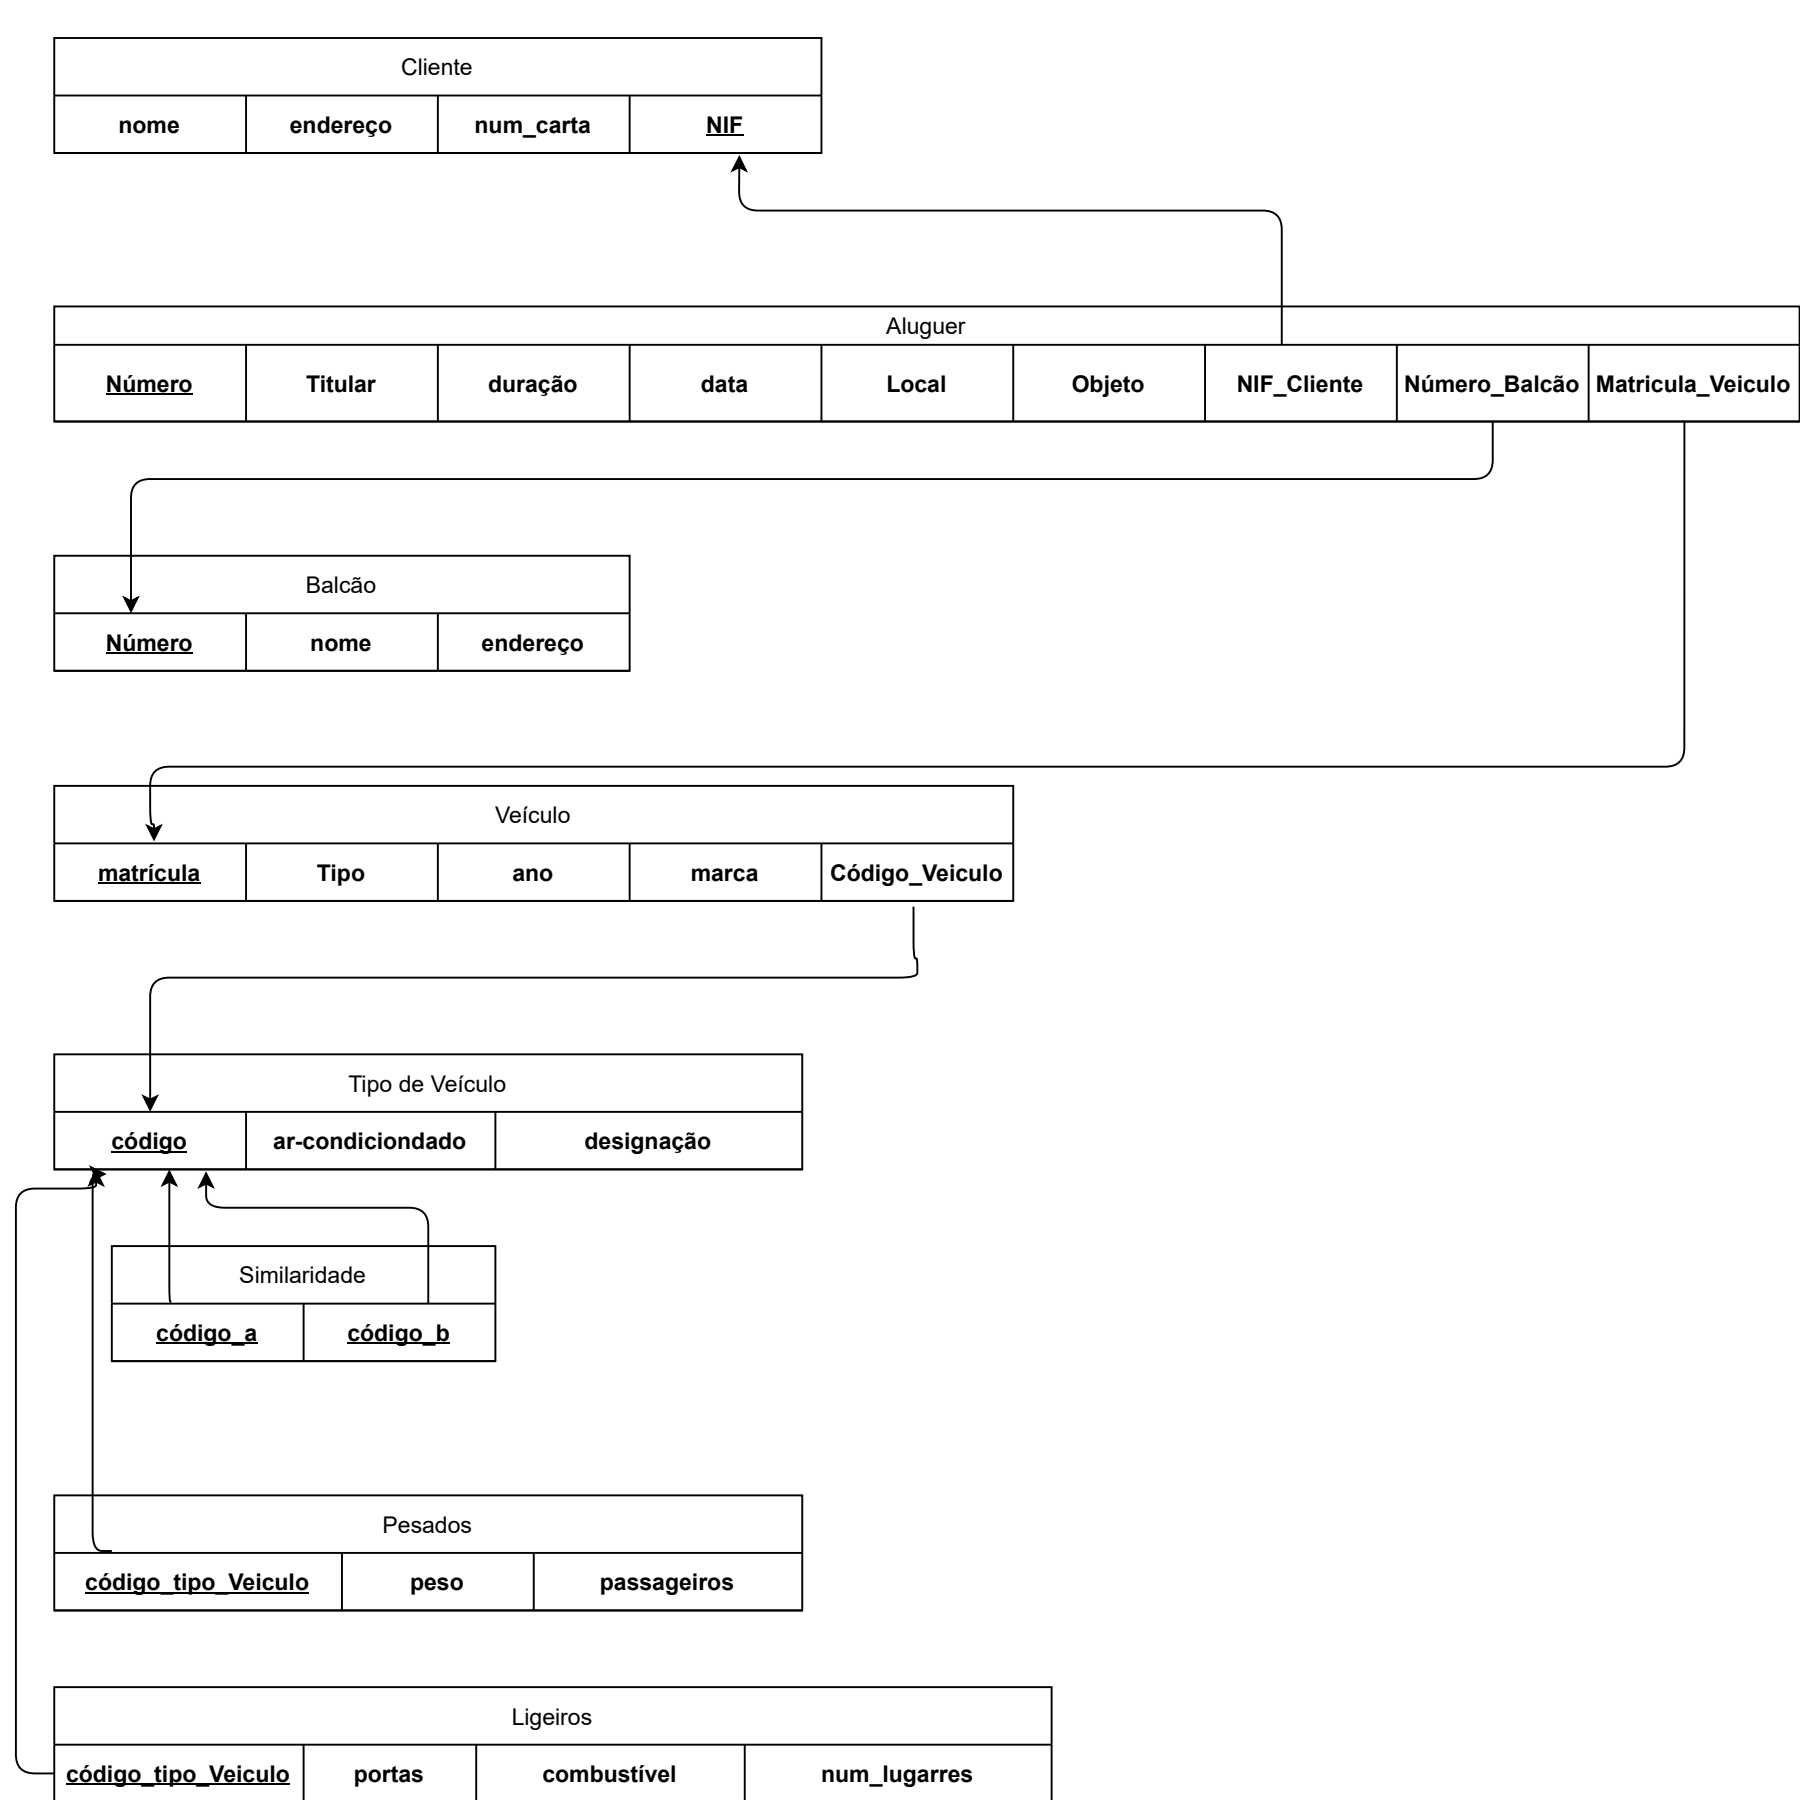 Cliente
nome endereço num_carta NIF
Aluguer
Número Titular duração data Local Objeto NIF_Cliente Número_Balcão Matricula_Veiculo
Balcão
Número nome endereço
Veículo
matrícula Tipo ano marca Código_Veiculo
Tipo de Veículo
código ar-condiciondado designação
Similaridade
código_a código_b
Pesados
código_tipo_Veiculo peso passageiros
Ligeiros
código_tipo_Veiculo portas combustível num_lugarres